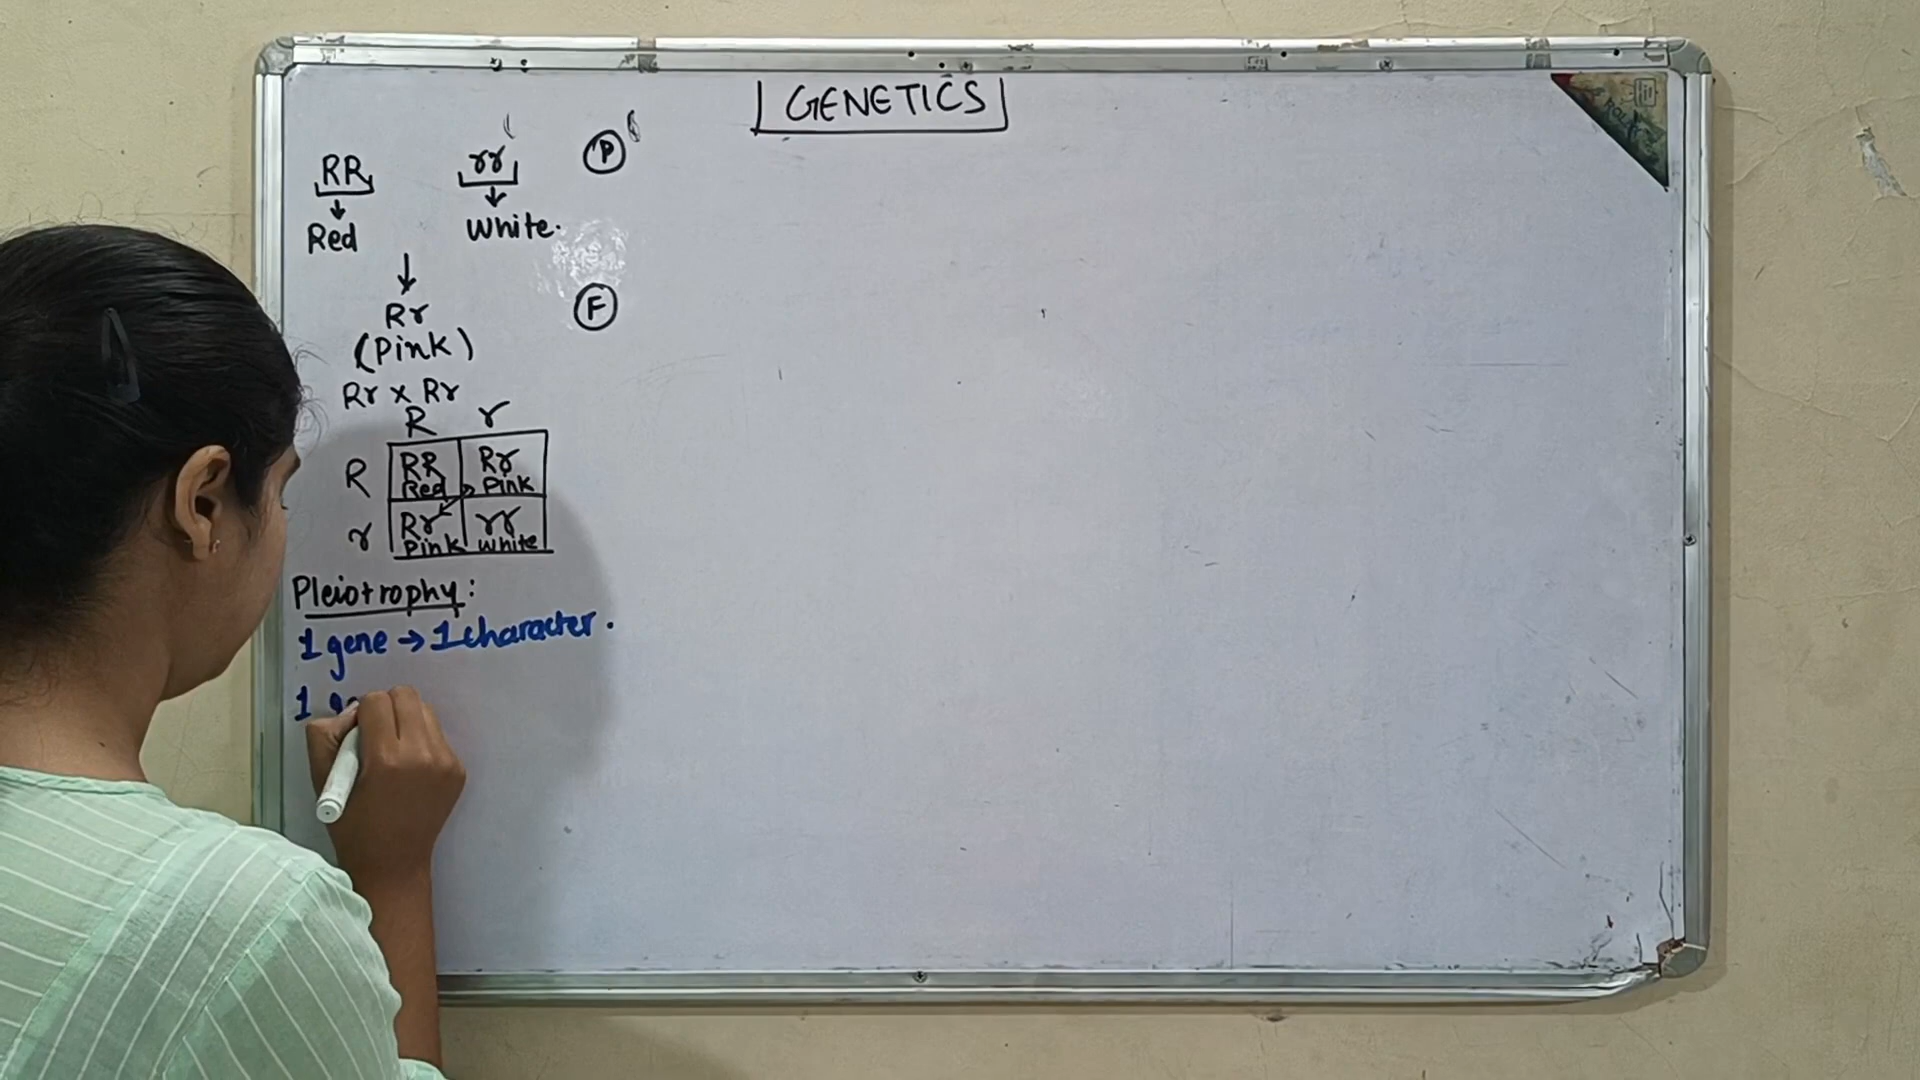 GENETICS
RR rr P
Red White.
Rr F
(Pink)
Rr x Rr
R r
R RR Rr
Red Pink
r Rr rr
Pink White
Pleiotrophy:
1 gene → 1 character.
1